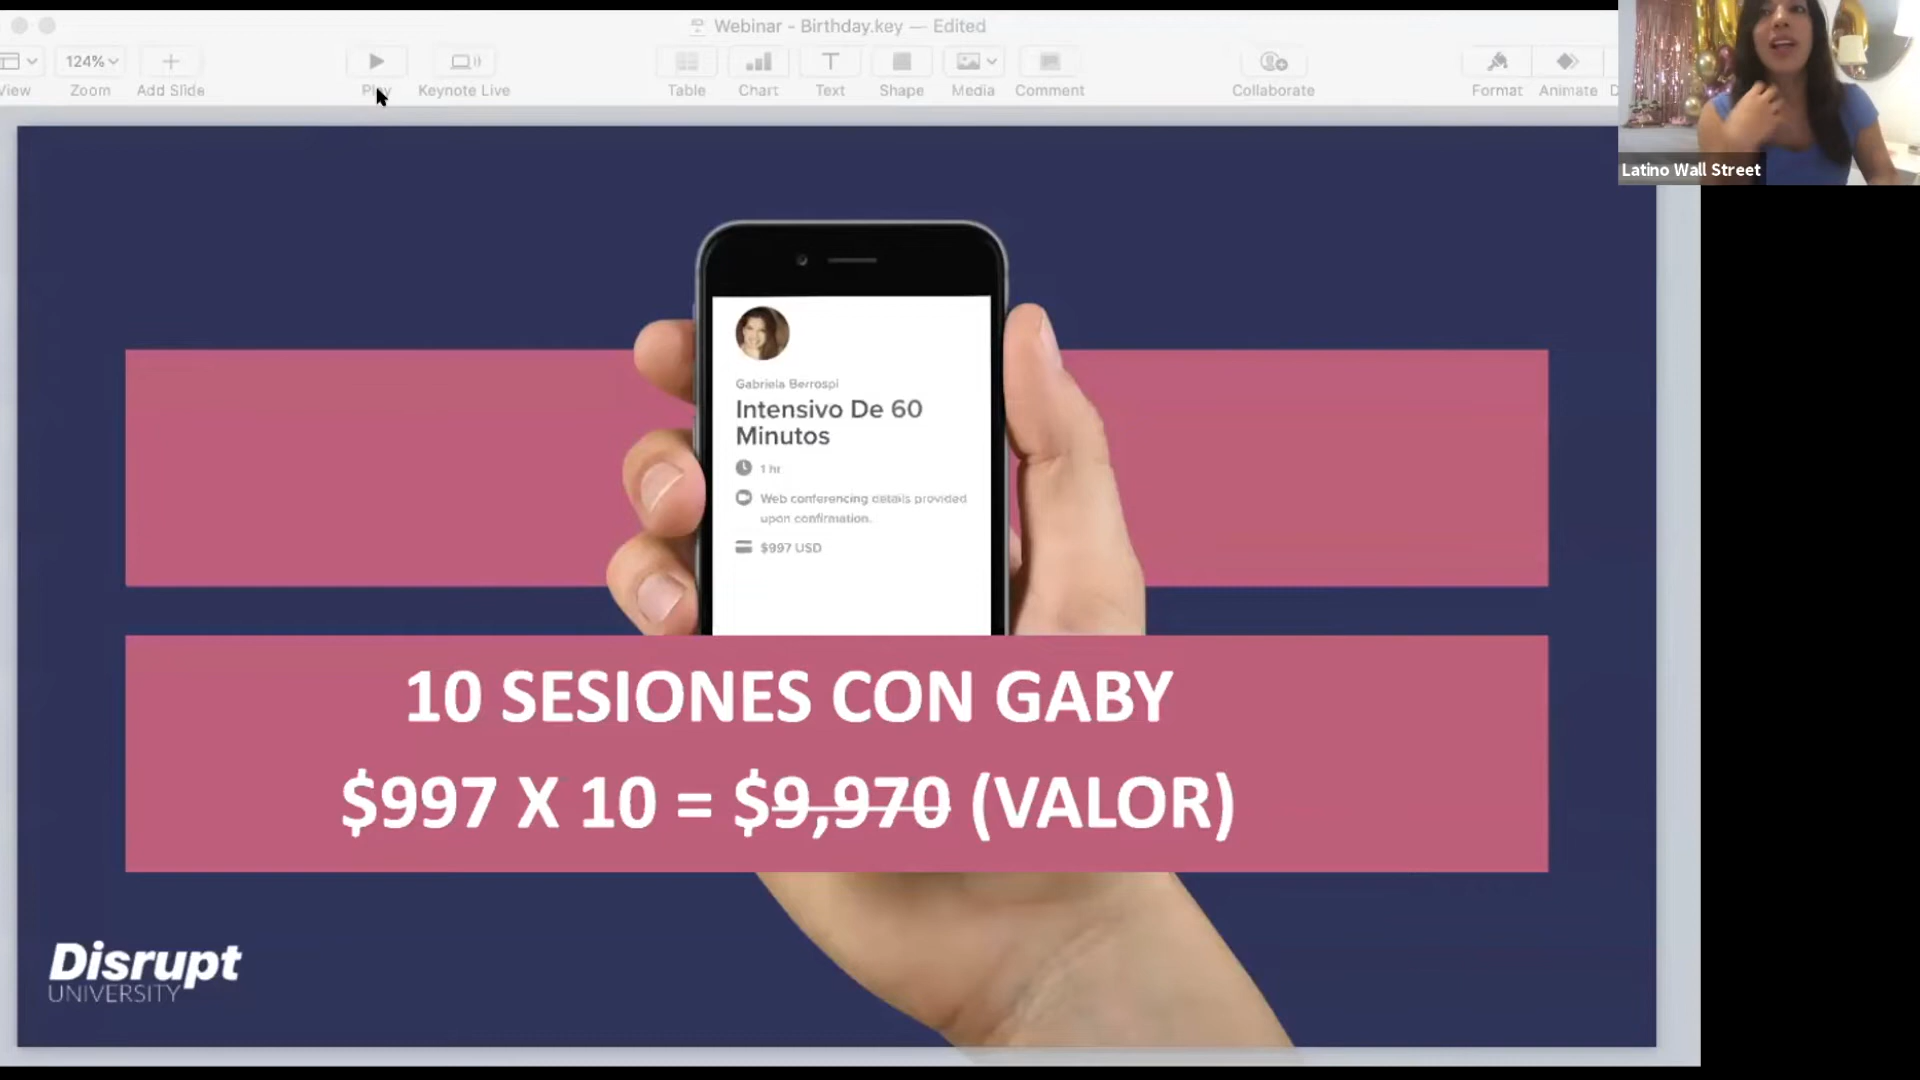 Webinar - Birthday.key — Edited
124%
View
Zoom
Add Slide
Play
Keynote Live
Table
Chart
Text
Shape
Media
Comment
Collaborate
Format
Animate
Latino Wall Street
Gabriela Berrospi
Intensivo De 60
Minutos
1 hr
Web conferencing details provided
upon confirmation.
$997 USD
10 SESIONES CON GABY
$997 X 10 = $9,970 (VALOR)
Disrupt
UNIVERSITY